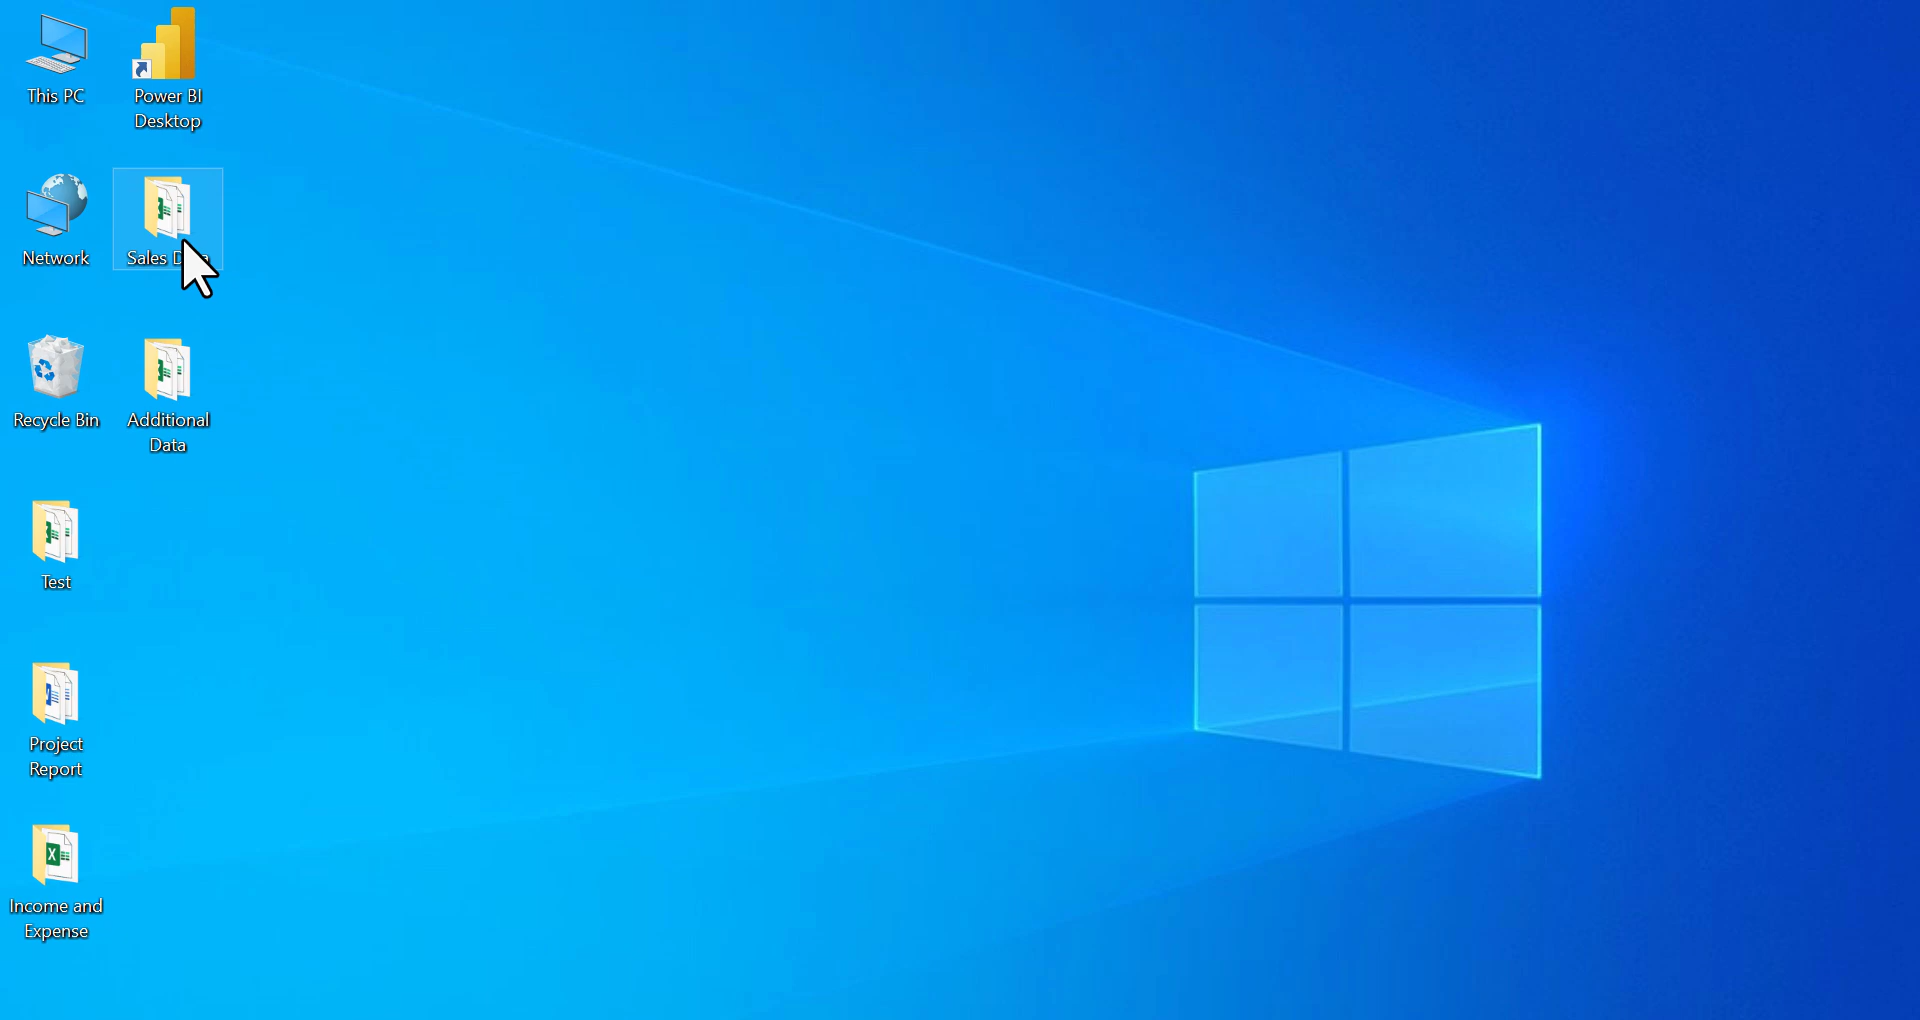 This PC
Power BI
Desktop
Network
Sales
Recycle Bin
Additional
Data
Test
Project
Report
Income and
Expense